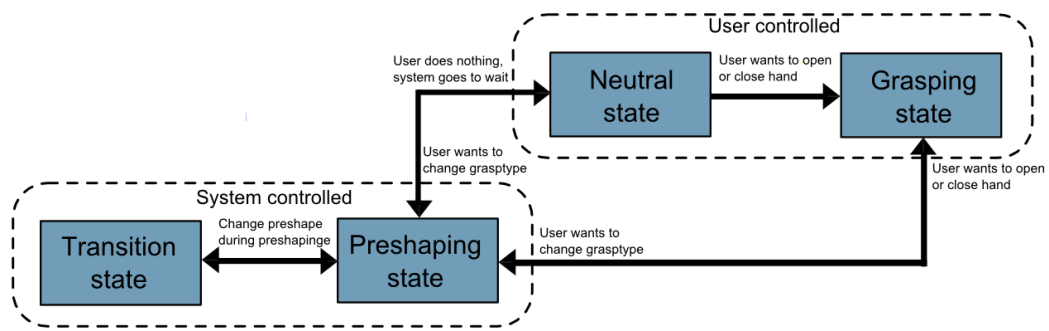 User controlled
User does nothing,
system goes to wait
Neutral
state
User wants to open
or close hand
Grasping
state
User wants to
change grasptype
User wants to open
or close hand
System controlled
Transition
state
Change preshape
during preshapinge
Preshaping
state
User wants to
change grasptype